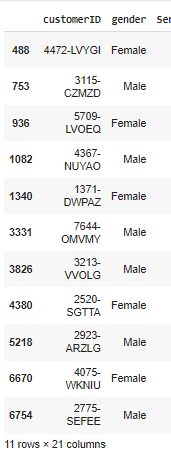 customerID gender Se
488 4472-LVYGI Female
753 3115-
CZMZD Male
936 5709-
LVOEQ Female
1082 4367-
NUYAO Male
1340 1371-
DWPAZ Female
3331 7644-
OMVMY Male
3826 3213-
VVOLG Male
4380 2520-
SGTTA Female
5218 2923-
ARZLG Male
6670 4075-
WKNIU Female
6754 2775-
SEFEE Male
11 rows × 21 columns